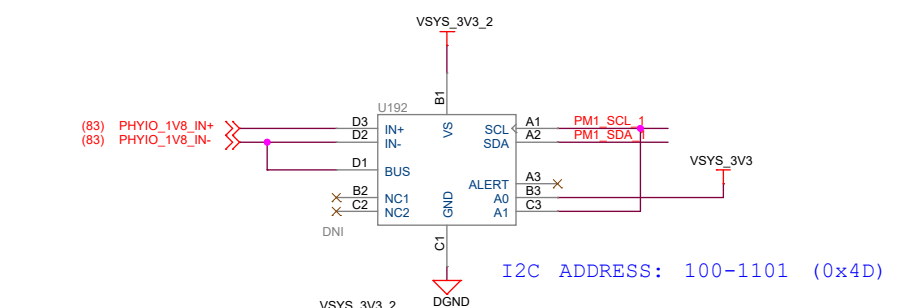 VSYS_3V3_2
U192
B1
VS
(83) PHYIO_1V8_IN+ D3 IN+ SCL A1 PM1_SCL_1
(83) PHYIO_1V8_IN- D2 IN- SDA A2 PM1_SDA_1
D1 BUS
VSYS_3V3
ALERT A3
B2 NC1 A0 B3
C2 NC2 A1 C3
GND
DNI
C1
I2C ADDRESS: 100-1101 (0x4D)
DGND
VSYS_3V3_2